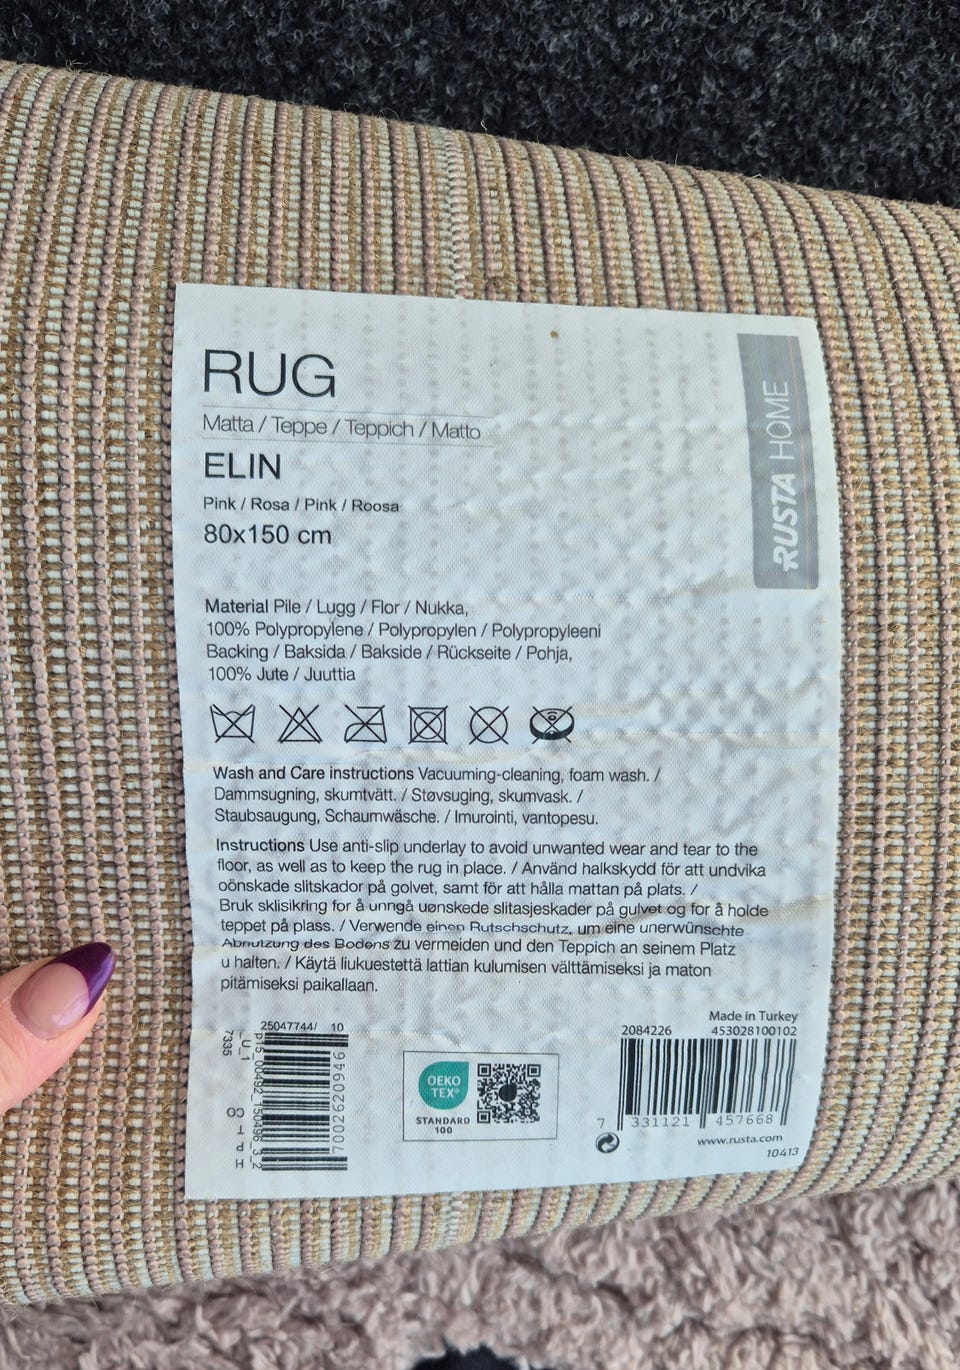 RUG
Matta / Teppe / Teppich / Matto
ELIN
Pink / Rosa / Pink / Roosa
80x150 cm
RUSTA HOME
Material Pile / Lugg / Flor / Nukka,
100% Polypropylene / Polypropylen / Polypropyleeni
Backing / Baksida / Bakside / Rückseite / Pohja,
100% Jute / Juuttia
Wash and Care instructions Vacuuming-cleaning, foam wash. /
Dammsugning, skumtvätt. / Støvsuging, skumvask. /
Staubsaugung, Schaumwäsche. / Imurointi, vantopesu.
Instructions Use anti-slip underlay to avoid unwanted wear and tear to the
floor, as well as to keep the rug in place. / Använd halkskydd för att undvika
oönskade slitskador på golvet, samt för att hålla mattan på plats. /
Bruk sklisikring for å unngå uønskede slitasjeskader på gulvet og for å holde
teppet på plass. / Verwende einen Rutschschutz, um eine unerwünschte
Abnutzung des Bodens zu vermeiden und den Teppich an seinem Platz
u halten. / Käytä liukuestettä lattian kulumisen välttämiseksi ja maton
pitämiseksi paikallaan.
25047744/ 10
p15_00492_150496_3_2
_U_1
7335
CO T P H
7002620946
OEKO
TEX®
STANDARD
100
Made in Turkey
2084226 453028100102
7 331121 457668
www.rusta.com
10413